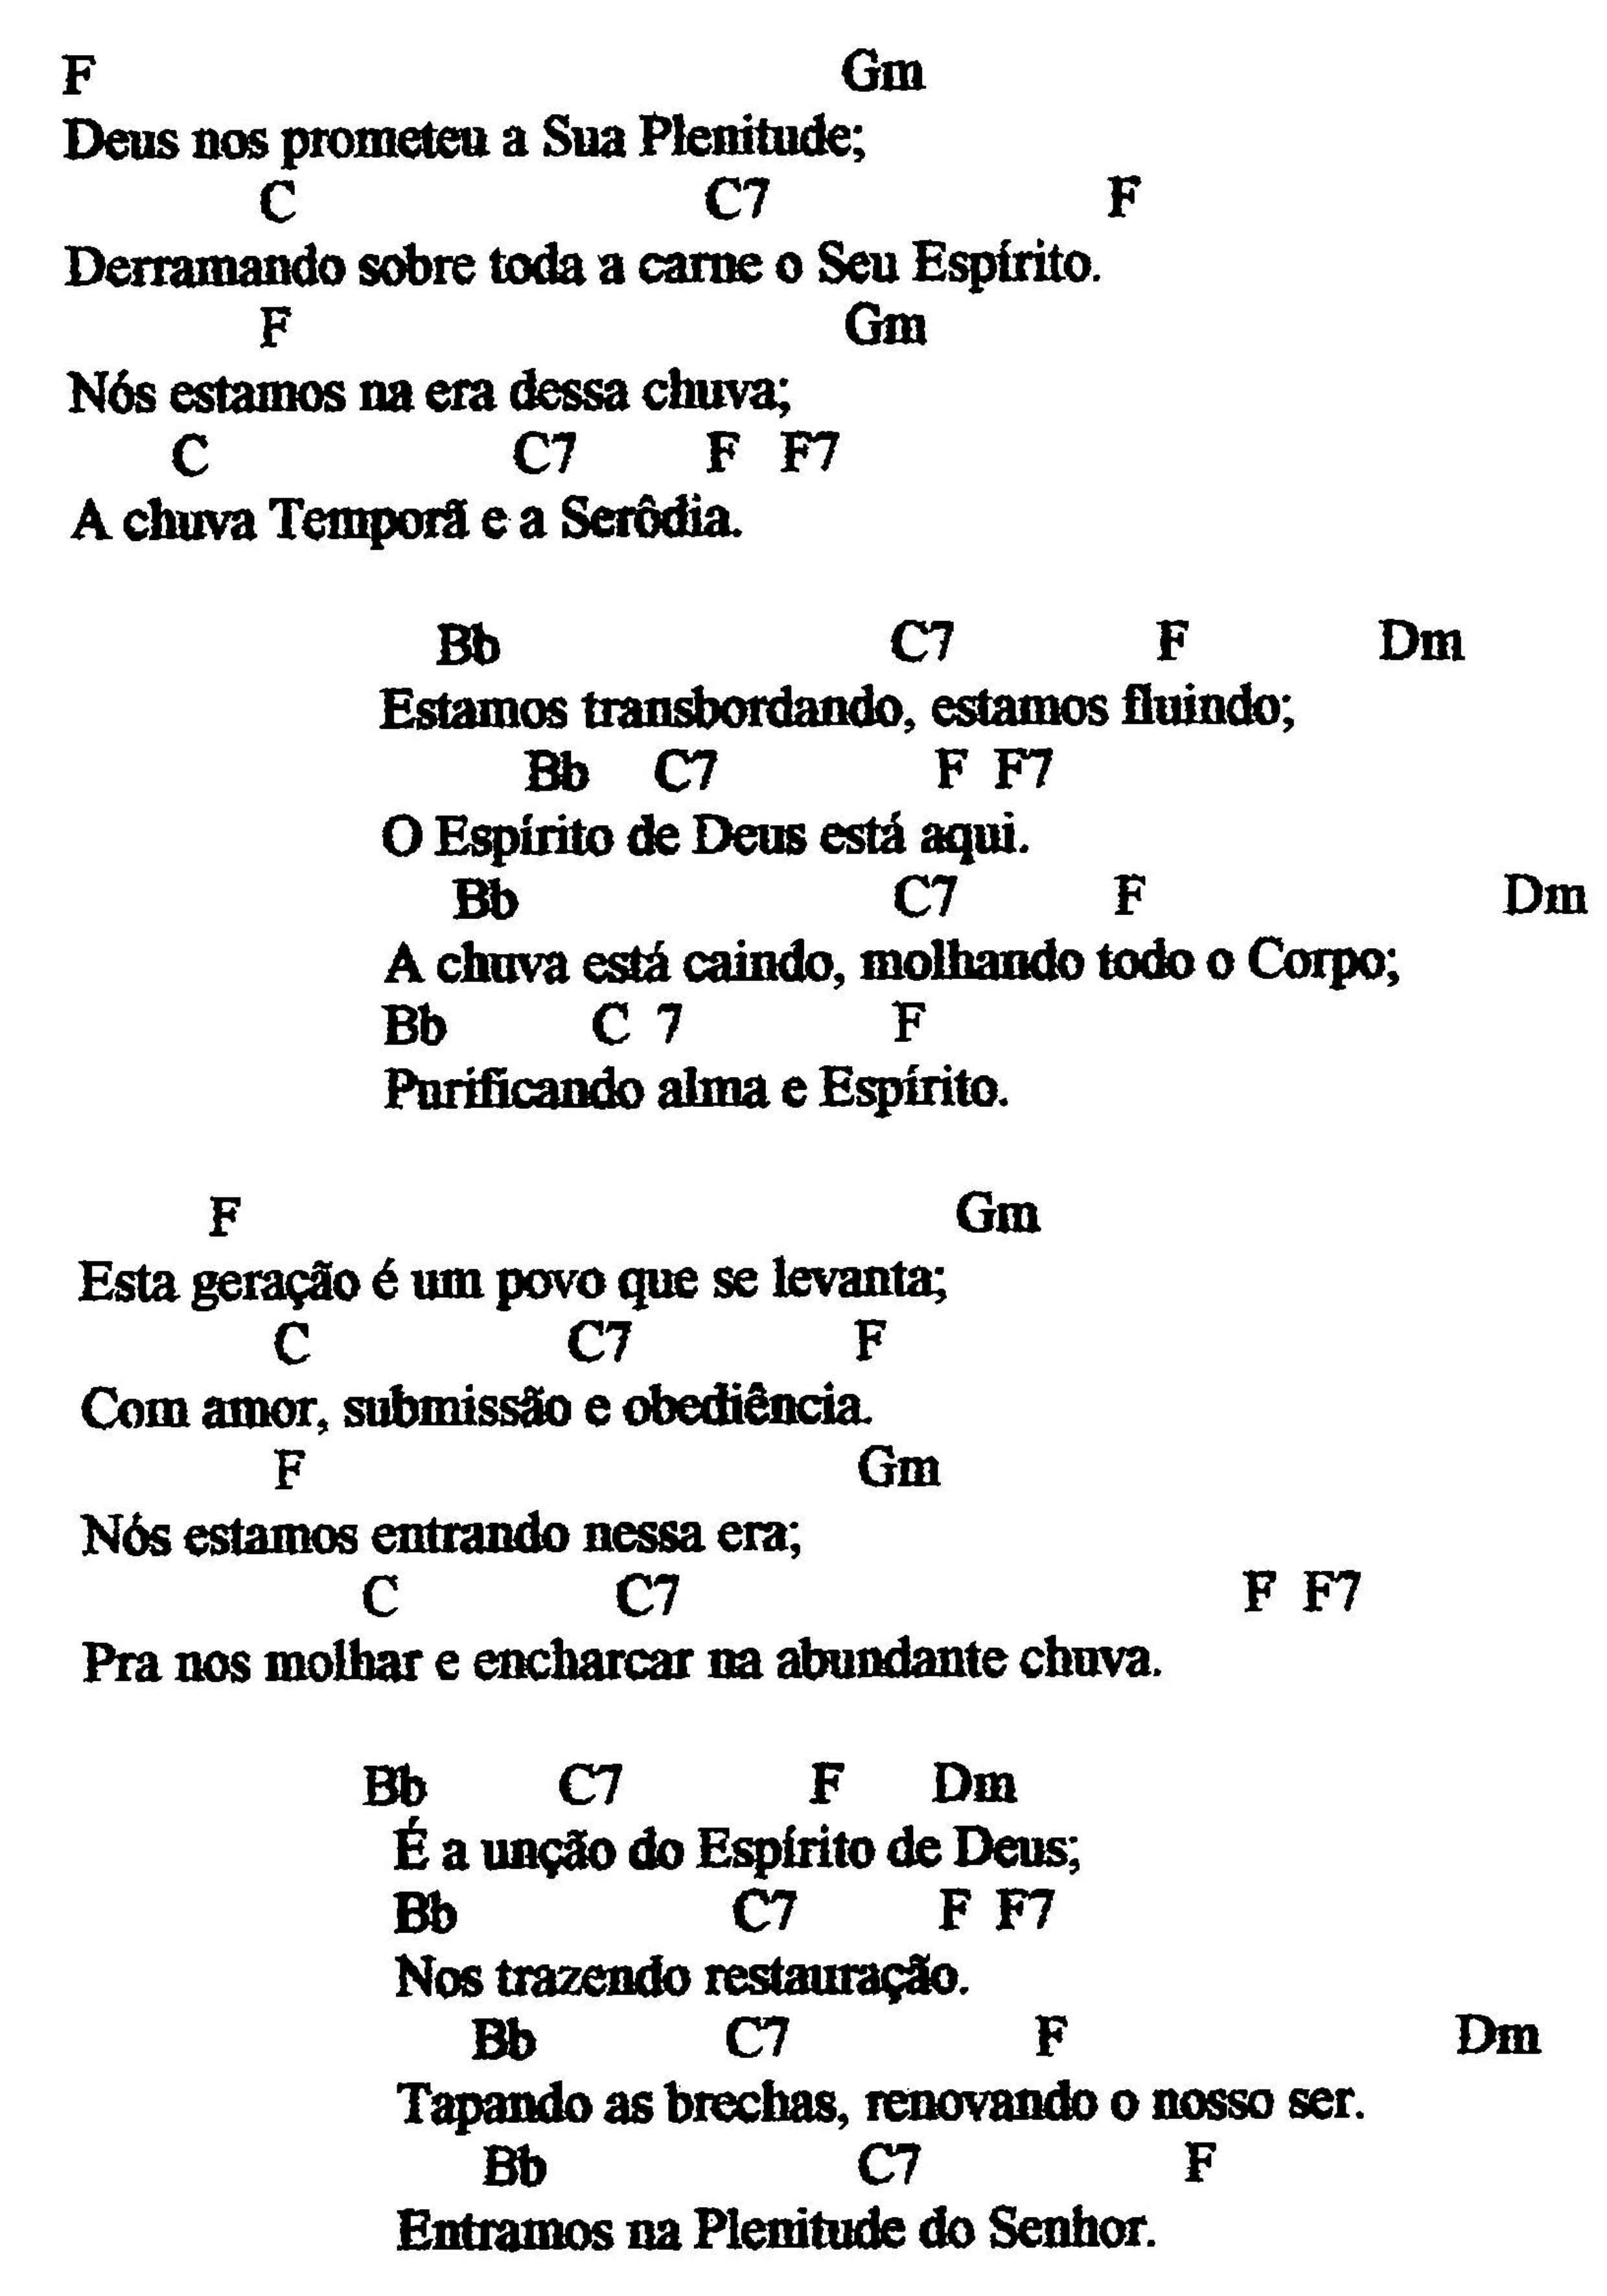 F Gm
Deus nos prometeu a Sua Plenitude;
C C7 F
Derramando sobre toda a carne o Seu Espírito.
F Gm
Nós estamos na era dessa chuva;
C C7 F F7
A chuva Temporã e a Serôdia.
Bb C7 F Dm
Estamos transbordando, estamos fluindo;
Bb C7 F F7
O Espírito de Deus está aqui.
Bb C7 F Dm
A chuva está caindo, molhando todo o Corpo;
Bb C 7 F
Purificando alma e Espírito.
F Gm
Esta geração é um povo que se levanta;
C C7 F
Com amor, submissão e obediência.
F Gm
Nós estamos entrando nessa era;
C C7 F F7
Pra nos molhar e encharcar na abundante chuva.
Bb C7 F Dm
É a unção do Espírito de Deus;
Bb C7 F F7
Nos trazendo restauração.
Bb C7 F Dm
Tapando as brechas, renovando o nosso ser.
Bb C7 F
Entramos na Plenitude do Senhor.